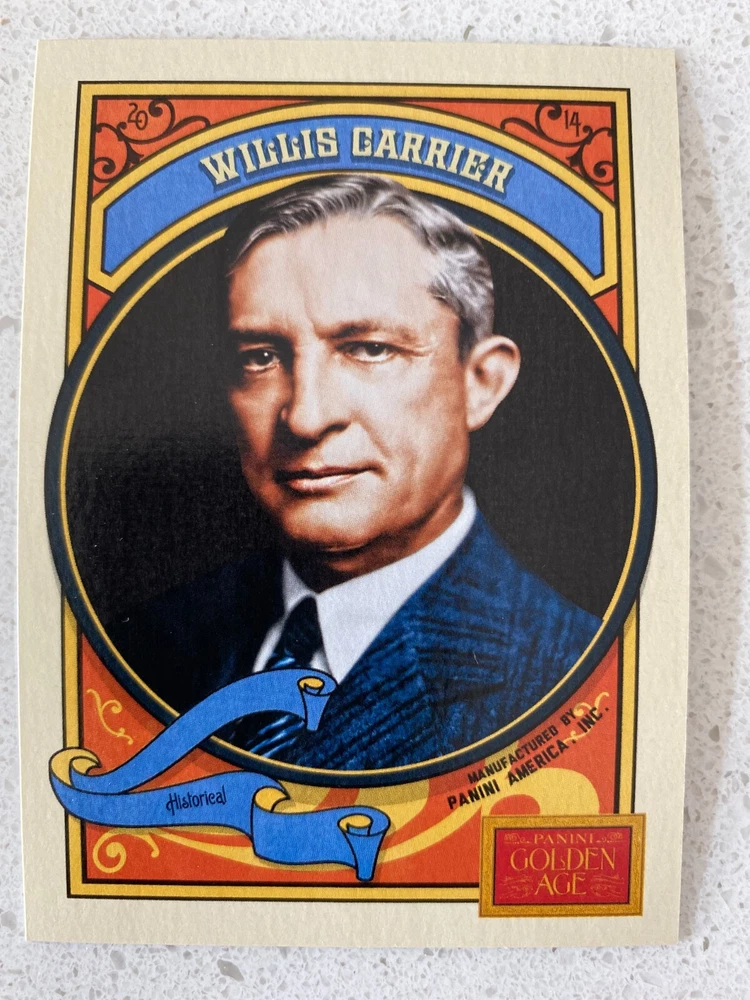 20 14
WILLIS CARRIER
Historical
MANUFACTURED BY
PANINI AMERICA, INC.
PANINI
GOLDEN
AGE